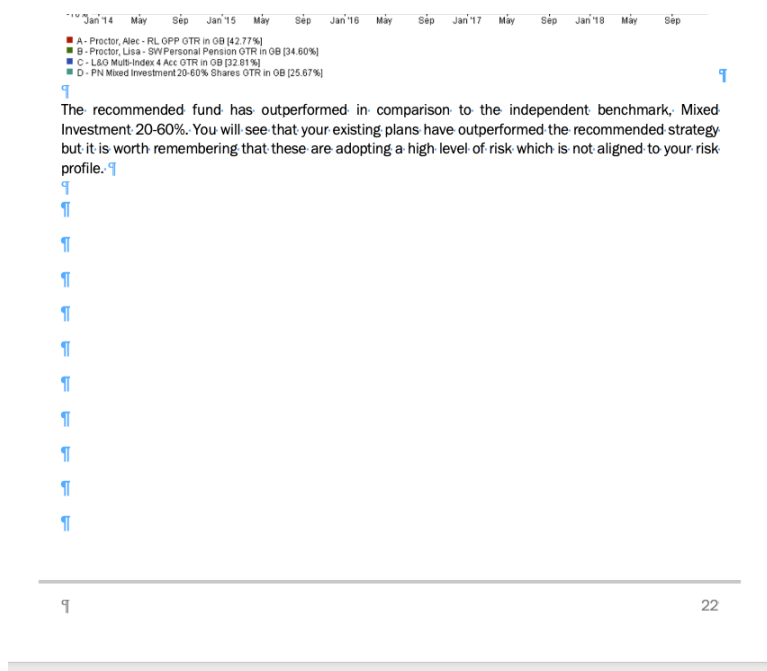 -10%
Jan '14 May Sep Jan '15 May Sep Jan '16 May Sep Jan '17 May Sep Jan '18 May Sep
A - Proctor, Alec - RL GPP GTR in GB [42.77%]
B - Proctor, Lisa - SW Personal Pension GTR in GB [34.60%]
C - L&G Multi-Index 4 Acc GTR in GB [32.81%]
D - PN Mixed Investment 20-60% Shares GTR in GB [25.67%]
¶
¶
The recommended fund has outperformed in comparison to the independent benchmark, Mixed
Investment 20-60%. You will see that your existing plans have outperformed the recommended strategy
but it is worth remembering that these are adopting a high level of risk which is not aligned to your risk
profile. ¶
¶
¶
¶
¶
¶
¶
¶
¶
¶
¶
¶
¶ 22